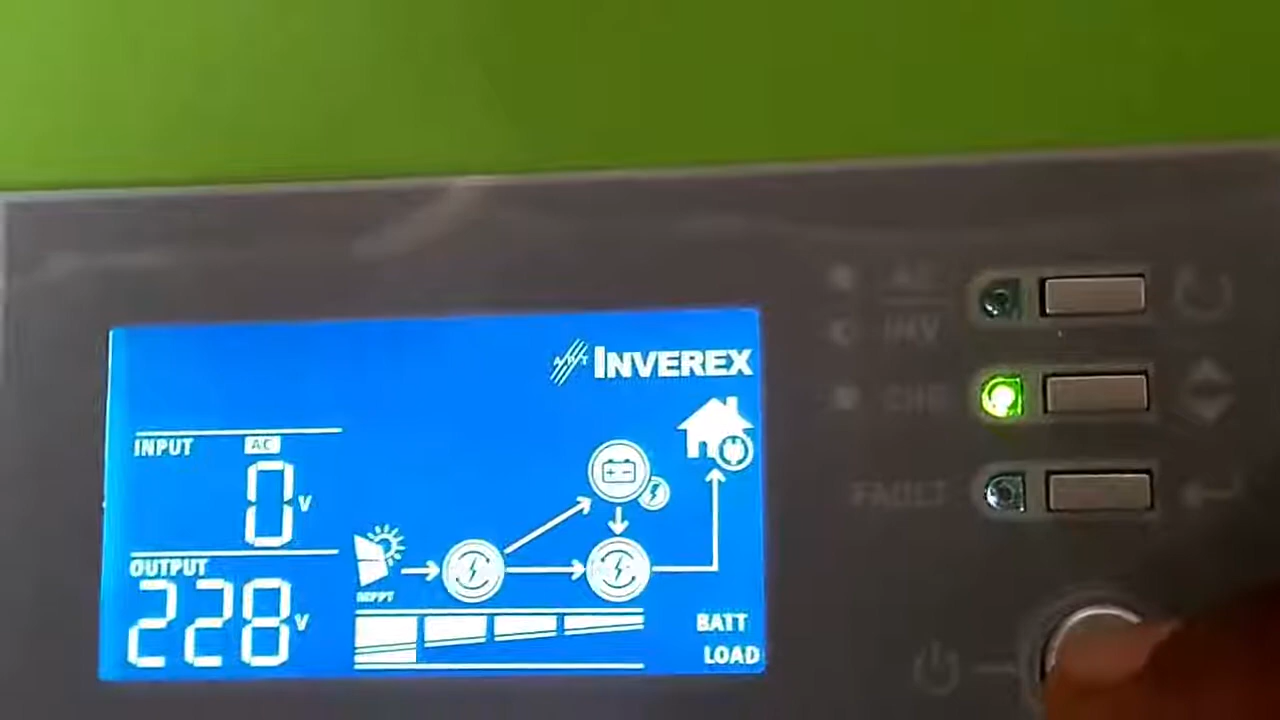 INVEREX
INPUT AC
0 V
OUTPUT
228 V
MPPT
BATT
LOAD
AC
INV
CHG
FAULT